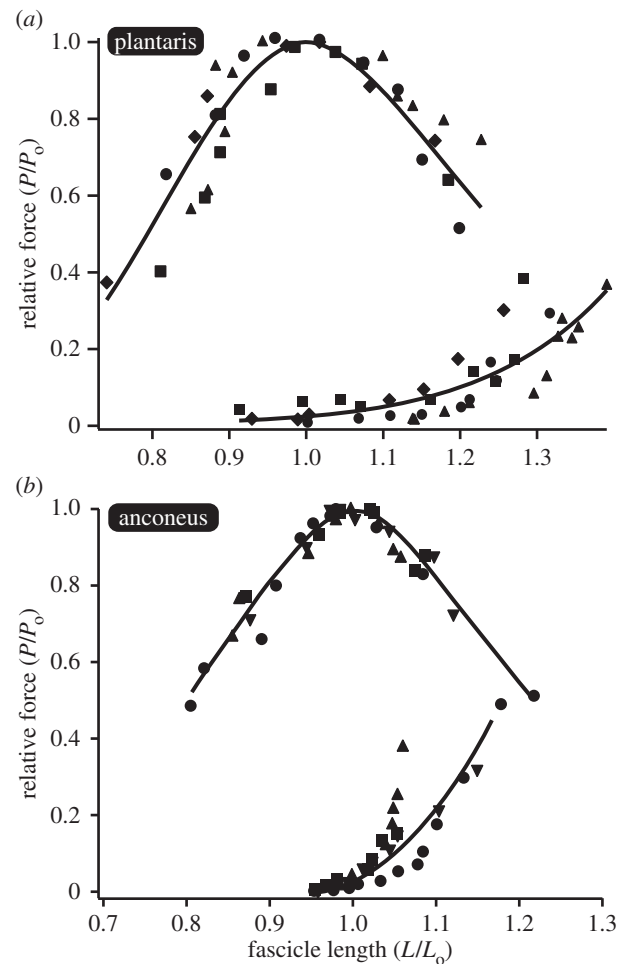 (a)
plantaris
1.0
0.8
0.6
0.4
0.2
0
relative force (P/Po)
0.8 0.9 1.0 1.1 1.2 1.3
(b)
anconeus
1.0
0.8
0.6
0.4
0.2
0
relative force (P/Po)
0.7 0.8 0.9 1.0 1.1 1.2 1.3
fascicle length (L/Lo)